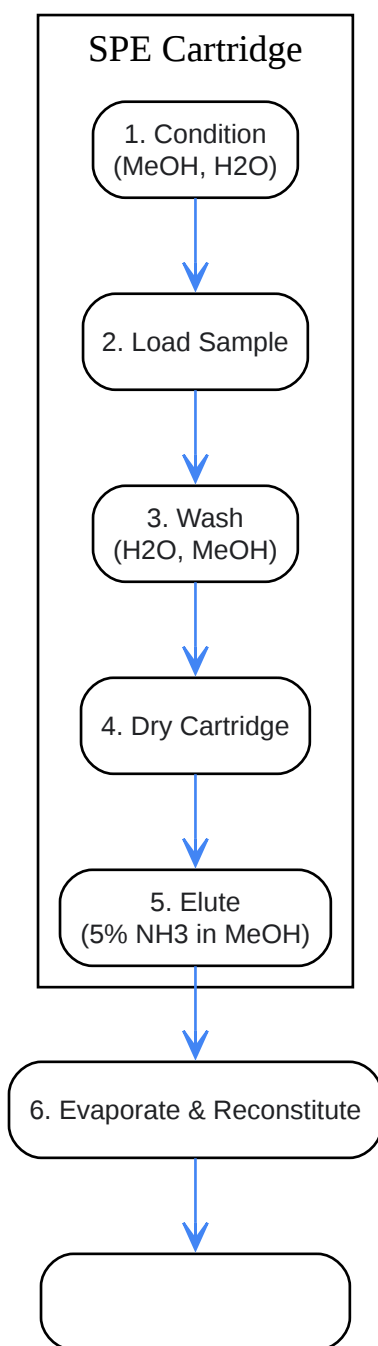 SPE Cartridge
1. Condition
(MeOH, H2O)
2. Load Sample
3. Wash
(H2O, MeOH)
4. Dry Cartridge
5. Elute
(5% NH3 in MeOH)
6. Evaporate & Reconstitute